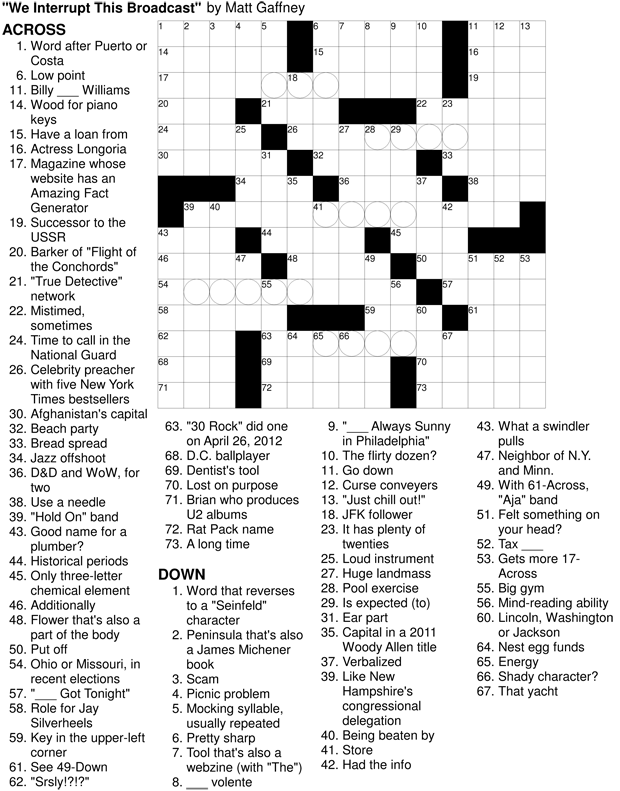 "We Interrupt This Broadcast" by Matt Gaffney
ACROSS
1. Word after Puerto or
Costa
6. Low point
11. Billy ___ Williams
14. Wood for piano
keys
15. Have a loan from
16. Actress Longoria
17. Magazine whose
website has an
Amazing Fact
Generator
19. Successor to the
USSR
20. Barker of "Flight of
the Conchords"
21. "True Detective"
network
22. Mistimed,
sometimes
24. Time to call in the
National Guard
26. Celebrity preacher
with five New York
Times bestsellers
30. Afghanistan's capital
32. Beach party
33. Bread spread
34. Jazz offshoot
36. D&D and WoW, for
two
38. Use a needle
39. "Hold On" band
43. Good name for a
plumber?
44. Historical periods
45. Only three-letter
chemical element
46. Additionally
48. Flower that's also a
part of the body
50. Put off
54. Ohio or Missouri, in
recent elections
57. "___ Got Tonight"
58. Role for Jay
Silverheels
59. Key in the upper-left
corner
61. See 49-Down
62. "Srsly!?!?"
1 2 3 4 5 6 7 8 9 10 11 12 13
14 15 16
17 18 19
20 21 22 23
24 25 26 27 28 29
30 31 32 33
34 35 36 37 38
39 40 41 42
43 44 45
46 47 48 49 50 51 52 53
54 55 56 57
58 59 60 61
62 63 64 65 66 67
68 69 70
71 72 73
63. "30 Rock" did one
on April 26, 2012
68. D.C. ballplayer
69. Dentist's tool
70. Lost on purpose
71. Brian who produces
U2 albums
72. Rat Pack name
73. A long time
DOWN
1. Word that reverses
to a "Seinfeld"
character
2. Peninsula that's also
a James Michener
book
3. Scam
4. Picnic problem
5. Mocking syllable,
usually repeated
6. Pretty sharp
7. Tool that's also a
webzine (with "The")
8. ___ volente
9. "___ Always Sunny
in Philadelphia"
10. The flirty dozen?
11. Go down
12. Curse conveyers
13. "Just chill out!"
18. JFK follower
23. It has plenty of
twenties
25. Loud instrument
27. Huge landmass
28. Pool exercise
29. Is expected (to)
31. Ear part
35. Capital in a 2011
Woody Allen title
37. Verbalized
39. Like New
Hampshire's
congressional
delegation
40. Being beaten by
41. Store
42. Had the info
43. What a swindler
pulls
47. Neighbor of N.Y.
and Minn.
49. With 61-Across,
"Aja" band
51. Felt something on
your head?
52. Tax ___
53. Gets more 17-
Across
55. Big gym
56. Mind-reading ability
60. Lincoln, Washington
or Jackson
64. Nest egg funds
65. Energy
66. Shady character?
67. That yacht